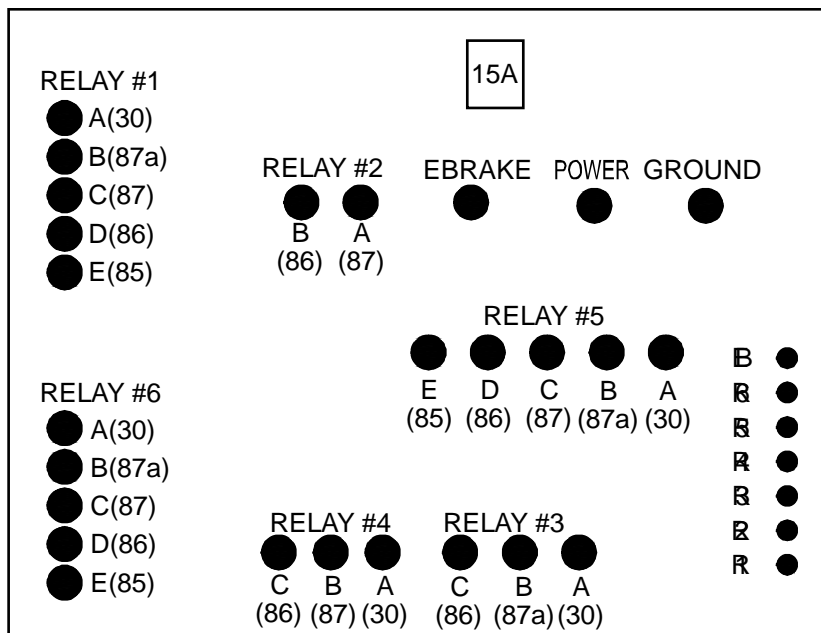 15A
RELAY #1
A(30)
B(87a)
C(87)
D(86)
E(85)
RELAY #2
B
(86)
A
(87)
EBRAKE
POWER
GROUND
RELAY #5
E
(85)
D
(86)
C
(87)
B
(87a)
A
(30)
RELAY #6
A(30)
B(87a)
C(87)
D(86)
E(85)
RELAY #4
C
(86)
B
(87)
A
(30)
RELAY #3
C
(86)
B
(87a)
A
(30)